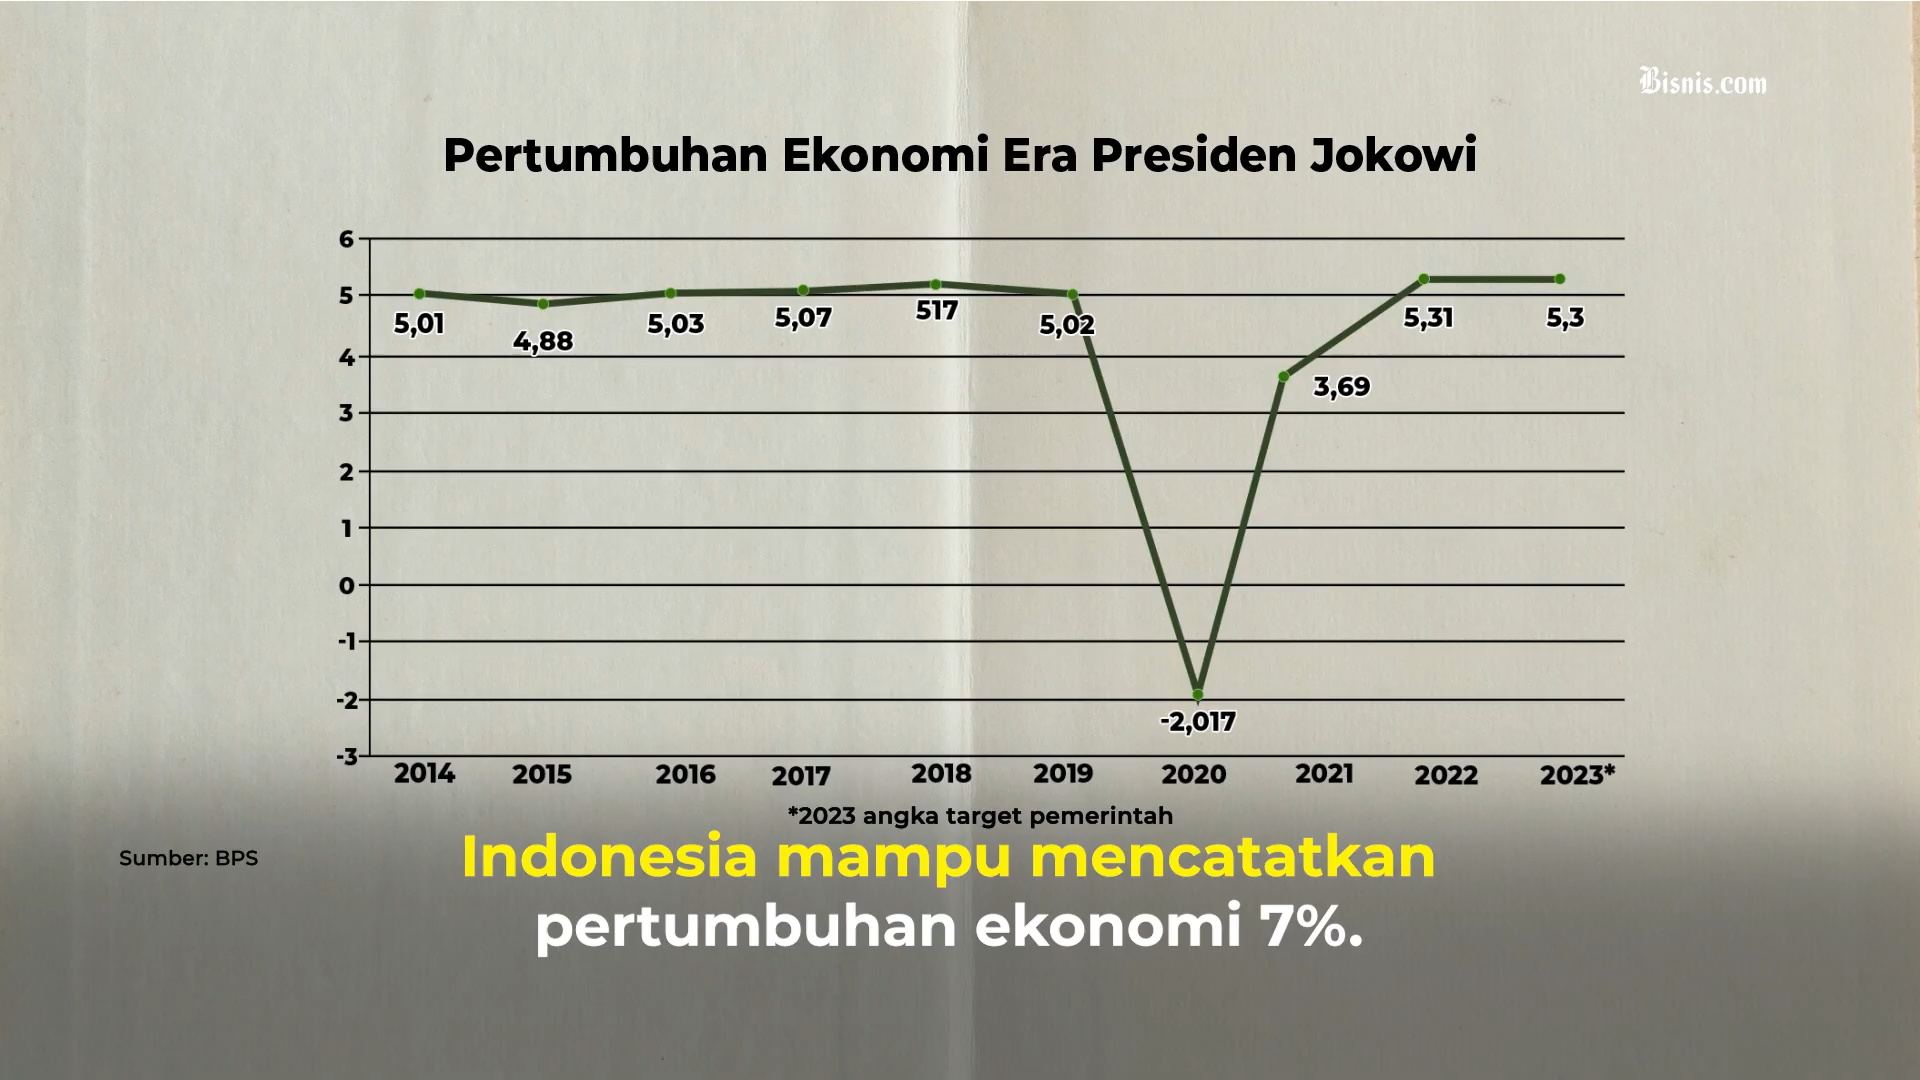 Bisnis.com
Pertumbuhan Ekonomi Era Presiden Jokowi
6
5
4
3
2
1
0
-1
-2
-3
5,01
4,88
5,03
5,07
517
5,02
-2,017
3,69
5,31
5,3
2014 2015 2016 2017 2018 2019 2020 2021 2022 2023*
*2023 angka target pemerintah
Sumber: BPS
Indonesia mampu mencatatkan
pertumbuhan ekonomi 7%.